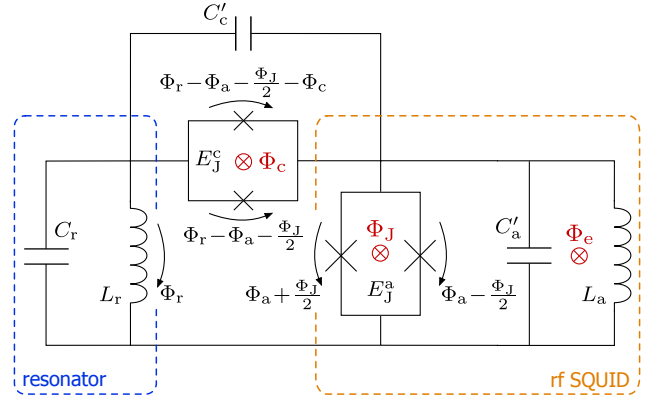 C′c
Φr−Φa−ΦJ/2−Φc
EcJ ⊗ Φc
Φr−Φa−ΦJ/2
Cr
Lr
Φr
ΦJ
⊗
Φa+ΦJ/2
EaJ
Φa−ΦJ/2
C′a
Φe
⊗
La
resonator
rf SQUID